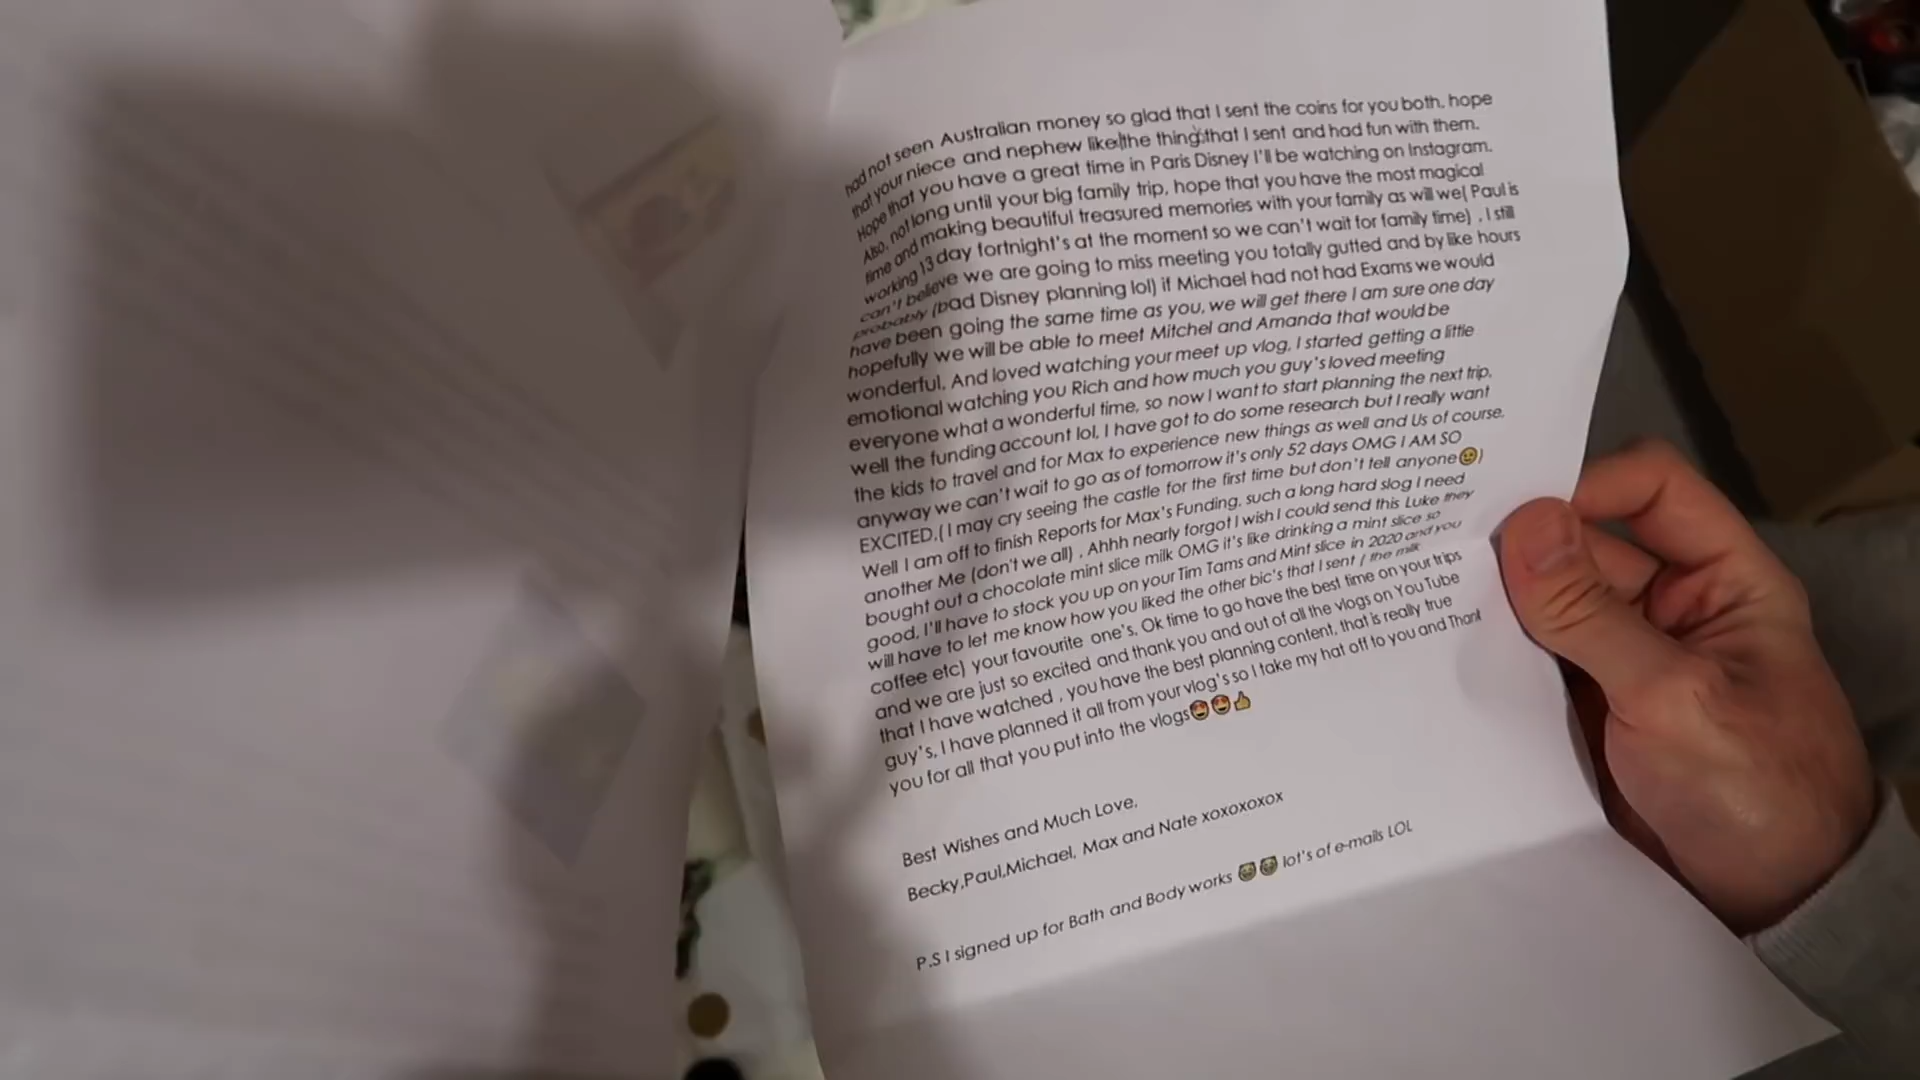 had not seen Australian money so glad that I sent the coins for you both, hope
that your niece and nephew like the thing that I sent and had fun with them.
Hope that you have a great time in Paris Disney I'll be watching on Instagram.
Also, not long until your big family trip, hope that you have the most magical
time and making beautiful treasured memories with your family as will we( Paul is
working 13 day fortnight's at the moment so we can't wait for family time) , I still
can't believe we are going to miss meeting you totally gutted and by like hours
probably (bad Disney planning lol) if Michael had not had Exams we would
have been going the same time as you, we will get there I am sure one day
hopefully we will be able to meet Mitchel and Amanda that would be
wonderful, And loved watching your meet up vlog, I started getting a little
emotional watching you Rich and how much you guy's loved meeting
everyone what a wonderful time, so now I want to start planning the next trip,
well the funding account lol, I have got to do some research but I really want
the kids to travel and for Max to experience new things as well and Us of course.
anyway we can't wait to go as of tomorrow it's only 52 days OMG I AM SO
EXCITED,( I may cry seeing the castle for the first time but don't tell anyone😉)
Well I am off to finish Reports for Max's Funding, such a long hard slog I need
another Me (don't we all) , Ahhh nearly forgot I wish I could send this Luke they
bought out a chocolate mint slice milk OMG it's like drinking a mint slice so
good, I'll have to stock you up on your Tim Tams and Mint slice in 2020 and you
will have to let me know how you liked the other bic's that I sent / the milk
coffee etc) your favourite one's, Ok time to go have the best time on your trips
and we are just so excited and thank you and out of all the vlogs on You Tube
that I have watched , you have the best planning content, that is really true
guy's, I have planned it all from your vlog's so I take my hat off to you and Thank
you for all that you put into the vlogs😍😍👍
Best Wishes and Much Love,
Becky,Paul,Michael, Max and Nate xoxoxoxox
P.S I signed up for Bath and Body works 😂😂 lot's of e-mails LOL